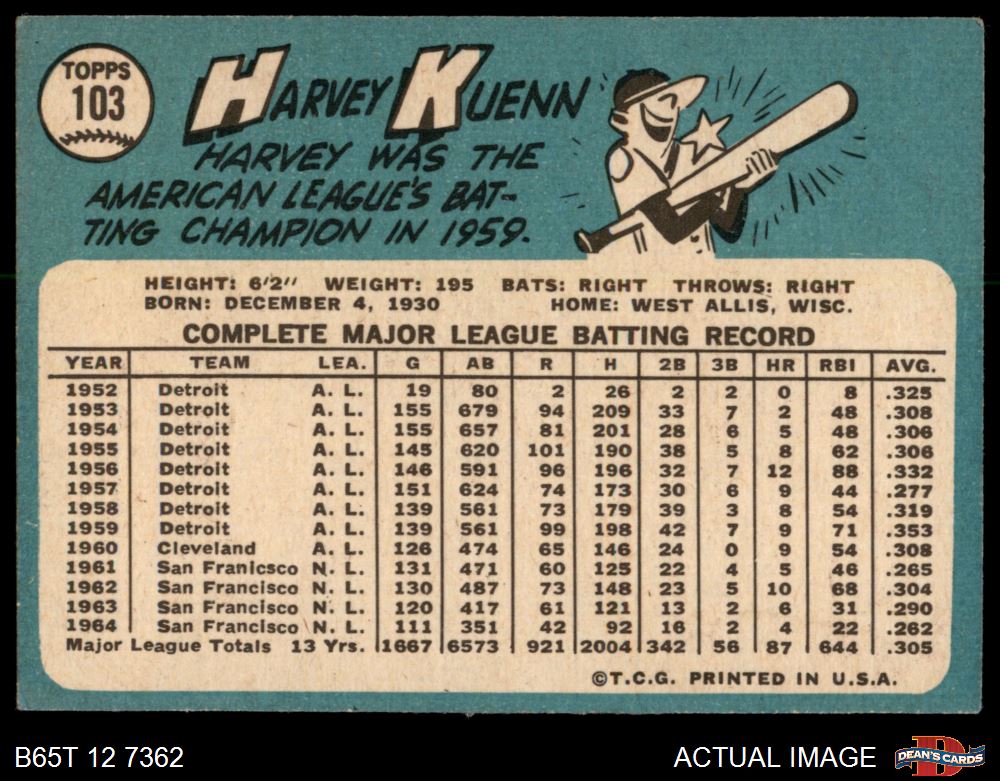 TOPPS
103
HARVEY KUENN
HARVEY WAS THE
AMERICAN LEAGUE'S BAT-
TING CHAMPION IN 1959.
HEIGHT: 6'2" WEIGHT: 195 BATS: RIGHT THROWS: RIGHT
BORN: DECEMBER 4, 1930 HOME: WEST ALLIS, WISC.
COMPLETE MAJOR LEAGUE BATTING RECORD
YEAR TEAM LEA. G AB R H 2B 3B HR RBI AVG.
1952 Detroit A. L. 19 80 2 26 2 2 0 8 .325
1953 Detroit A. L. 155 679 94 209 33 7 2 48 .308
1954 Detroit A. L. 155 657 81 201 28 6 5 48 .306
1955 Detroit A. L. 145 620 101 190 38 5 8 62 .306
1956 Detroit A. L. 146 591 96 196 32 7 12 88 .332
1957 Detroit A. L. 151 624 74 173 30 6 9 44 .277
1958 Detroit A. L. 139 561 73 179 39 3 8 54 .319
1959 Detroit A. L. 139 561 99 198 42 7 9 71 .353
1960 Cleveland A. L. 126 474 65 146 24 0 9 54 .308
1961 San Franicsco N. L. 131 471 60 125 22 4 5 46 .265
1962 San Francisco N. L. 130 487 73 148 23 5 10 68 .304
1963 San Francisco N. L. 120 417 61 121 13 2 6 31 .290
1964 San Francisco N. L. 111 351 42 92 16 2 4 22 .262
Major League Totals 13 Yrs. 1667 6573 921 2004 342 56 87 644 .305
©T.C.G. PRINTED IN U.S.A.
B65T 12 7362 ACTUAL IMAGE
D
DEAN'S CARDS